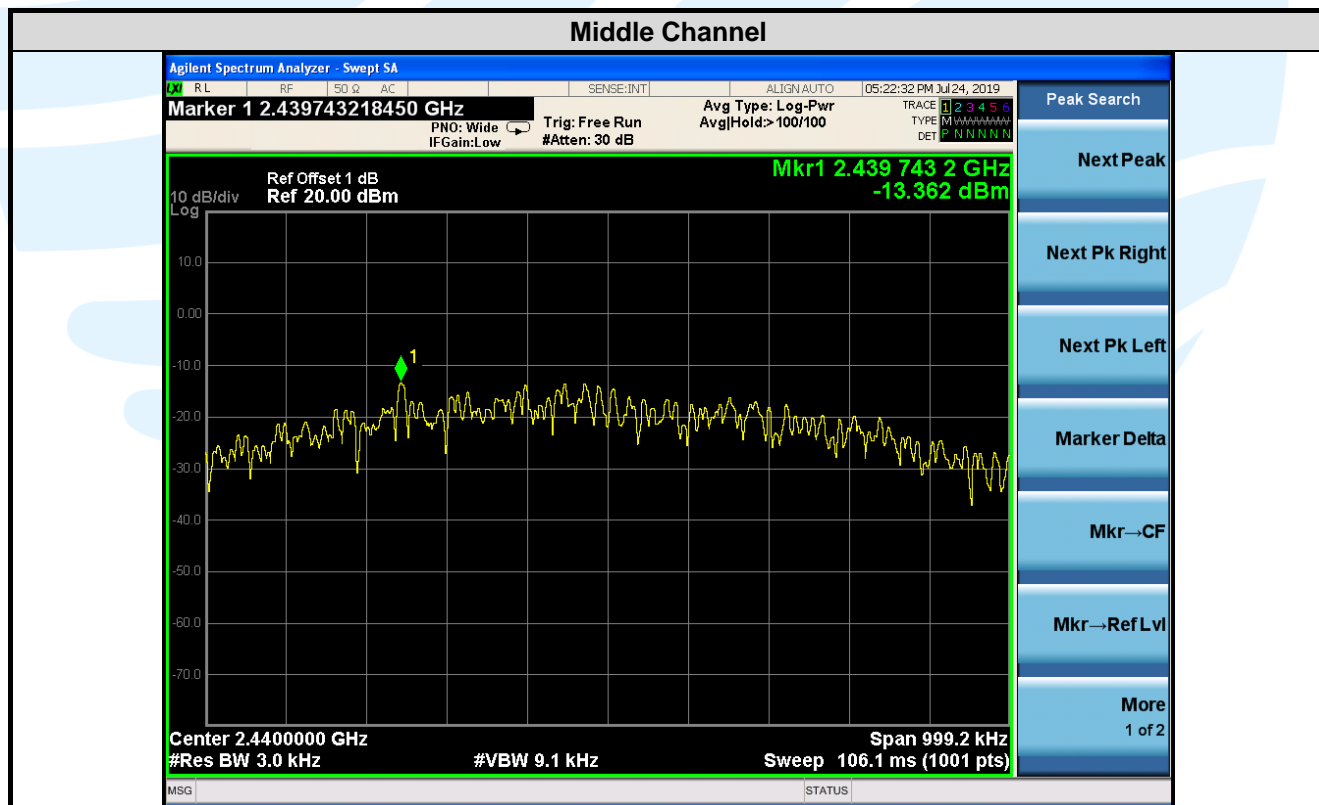 Middle Channel
Agilent Spectrum Analyzer - Swept SA
LXI RL RF 50 Ω AC SENSE:INT ALIGN AUTO 05:22:32 PM Jul 24, 2019
Marker 1 2.439743218450 GHz
PNO: Wide
IFGain:Low
Trig: Free Run
#Atten: 30 dB
Avg Type: Log-Pwr
Avg|Hold:> 100/100
TRACE 1 2 3 4 5 6
TYPE M WWWWW
DET P N N N N N
Mkr1 2.439 743 2 GHz
-13.362 dBm
Ref Offset 1 dB
10 dB/div Ref 20.00 dBm
Log
10.0
0.00
-10.0
-20.0
-30.0
-40.0
-50.0
-60.0
-70.0
1
Center 2.4400000 GHz Span 999.2 kHz
#Res BW 3.0 kHz #VBW 9.1 kHz Sweep 106.1 ms (1001 pts)
MSG STATUS
Peak Search
Next Peak
Next Pk Right
Next Pk Left
Marker Delta
Mkr→CF
Mkr→Ref Lvl
More
1 of 2